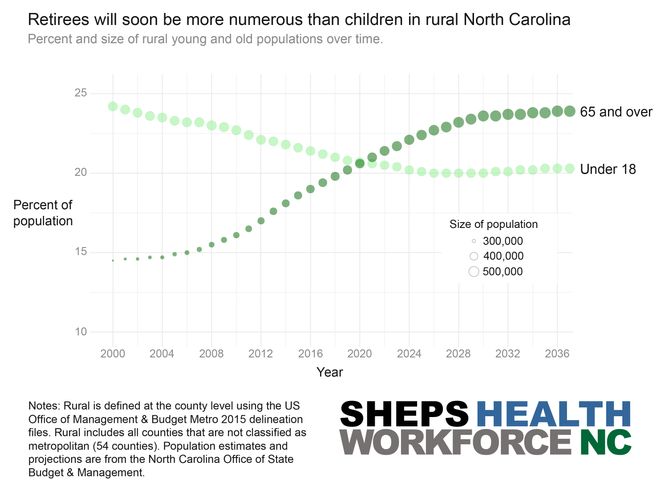 Retirees will soon be more numerous than children in rural North Carolina
Percent and size of rural young and old populations over time.
25
20
15
10
Percent of
population
65 and over
Under 18
Size of population
300,000
400,000
500,000
2000 2004 2008 2012 2016 2020 2024 2028 2032 2036
Year
Notes: Rural is defined at the county level using the US
Office of Management & Budget Metro 2015 delineation
files. Rural includes all counties that are not classified as
metropolitan (54 counties). Population estimates and
projections are from the North Carolina Office of State
Budget & Management.
SHEPS HEALTH
WORKFORCE NC